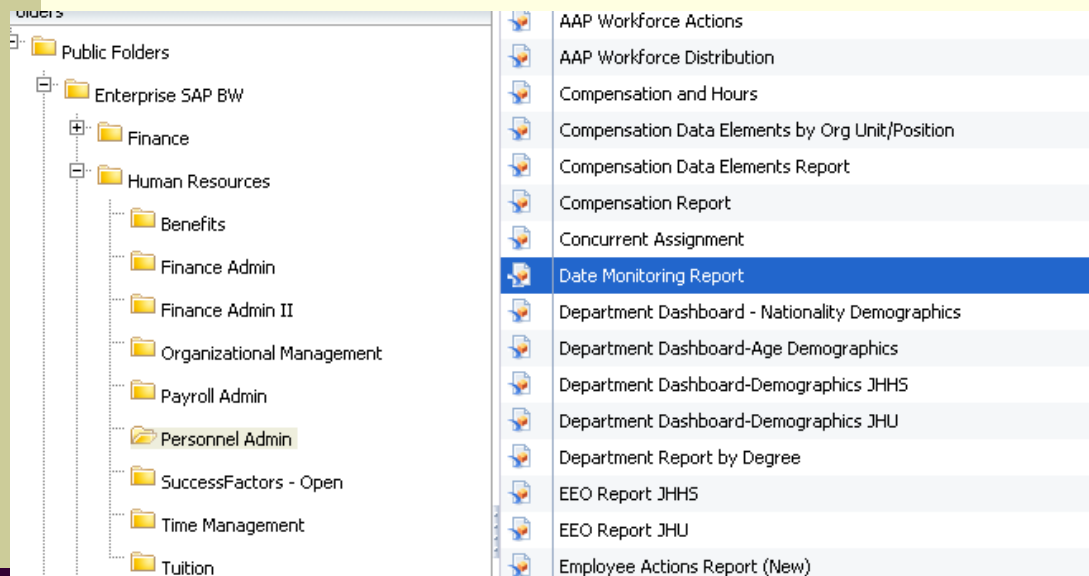 Folders
Public Folders
Enterprise SAP BW
Finance
Human Resources
Benefits
Finance Admin
Finance Admin II
Organizational Management
Payroll Admin
Personnel Admin
SuccessFactors - Open
Time Management
Tuition
AAP Workforce Actions
AAP Workforce Distribution
Compensation and Hours
Compensation Data Elements by Org Unit/Position
Compensation Data Elements Report
Compensation Report
Concurrent Assignment
Date Monitoring Report
Department Dashboard - Nationality Demographics
Department Dashboard-Age Demographics
Department Dashboard-Demographics JHHS
Department Dashboard-Demographics JHU
Department Report by Degree
EEO Report JHHS
EEO Report JHU
Employee Actions Report (New)